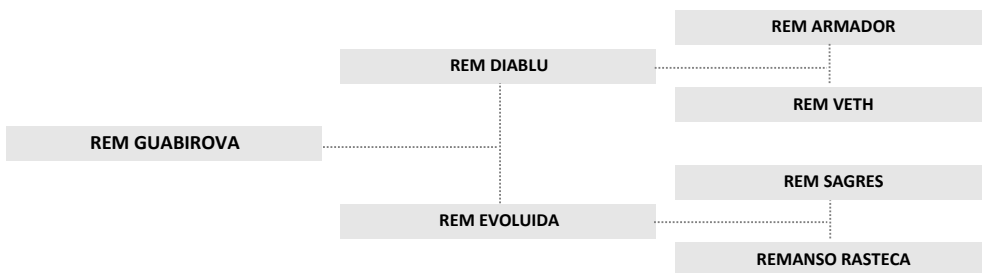 REM ARMADOR
REM DIABLU
REM VETH
REM GUABIROVA
REM SAGRES
REM EVOLUIDA
REMANSO RASTECA